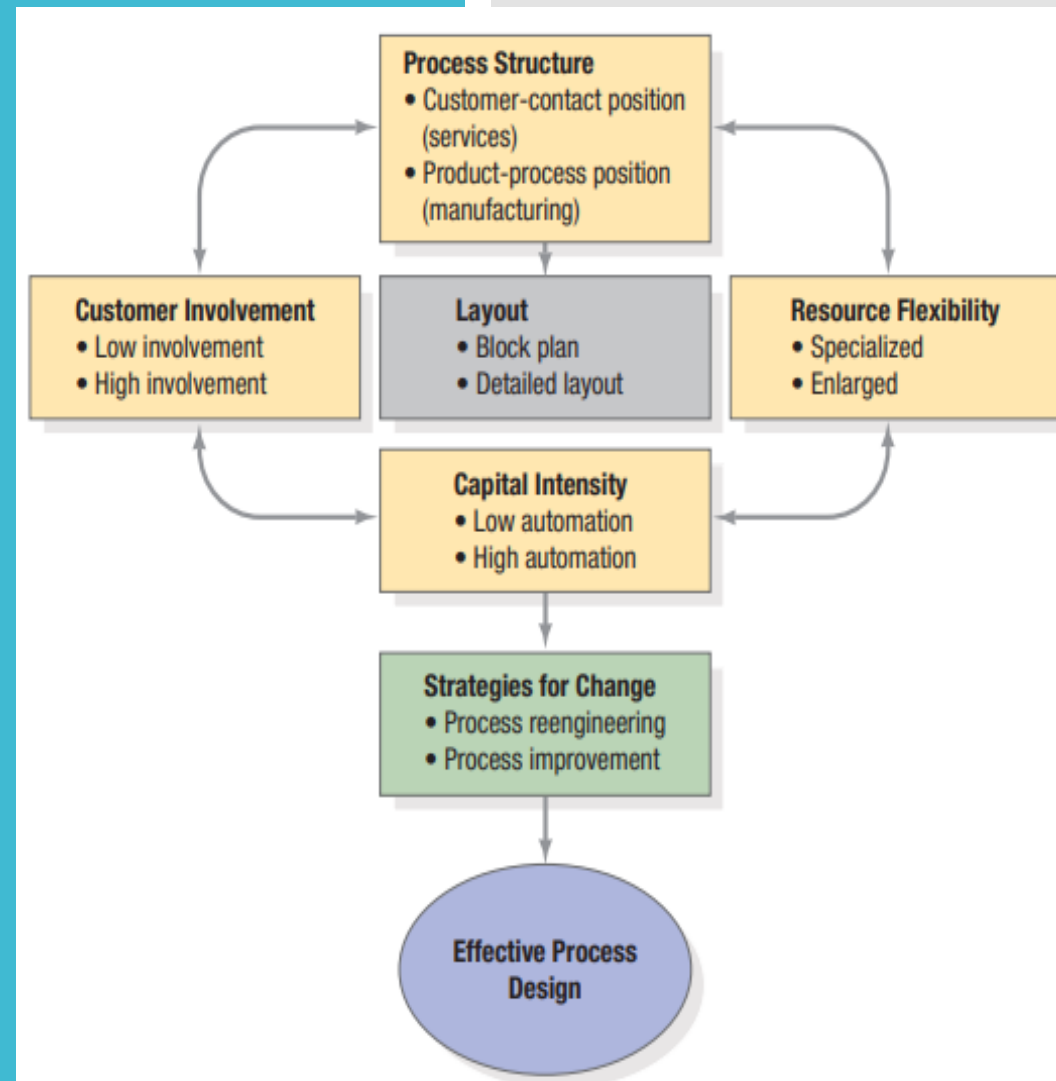 Process Structure
• Customer-contact position
(services)
• Product-process position
(manufacturing)
Customer Involvement
• Low involvement
• High involvement
Layout
• Block plan
• Detailed layout
Resource Flexibility
• Specialized
• Enlarged
Capital Intensity
• Low automation
• High automation
Strategies for Change
• Process reengineering
• Process improvement
Effective Process
Design